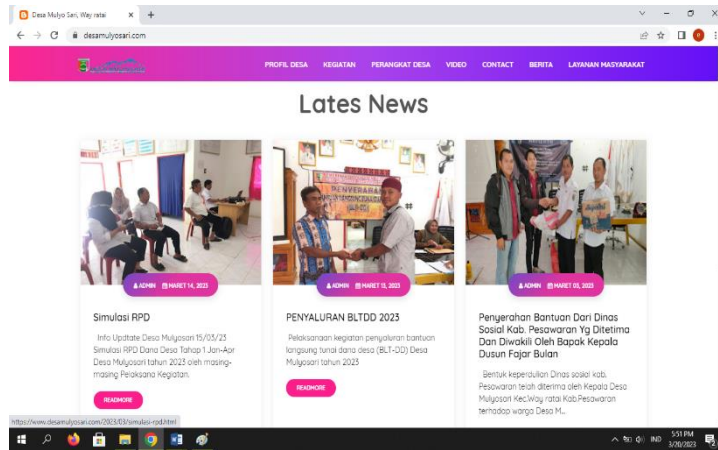 Desa Mulyo Sari, Way ratai
desamulyosari.com
PROFIL DESA KEGIATAN PERANGKAT DESA VIDEO CONTACT BERITA LAYANAN MASYARAKAT
Lates News
PENYERAHAN
ADMIN MARET 14, 2023
ADMIN MARET 13, 2023
ADMIN MARET 03, 2023
Simulasi RPD
Info Updtate Desa Mulyosari 15/03/23
Simulasi RPD Dana Desa Tahap 1 Jan-Apr
Desa Mulyosari tahun 2023 oleh masing-
masing Pelaksana Kegiatan.
READMORE
PENYALURAN BLTDD 2023
Pelaksanaan kegiatan penyaluran bantuan
langsung tunai dana desa (BLT-DD) Desa
Mulyosari tahun 2023
READMORE
Penyerahan Bantuan Dari Dinas
Sosial Kab. Pesawaran Yg Ditetima
Dan Diwakili Oleh Bapak Kepala
Dusun Fajar Bulan
Bentuk keperdulian Dinas sosial kab.
Pesowaran telah diterima oleh Kepala Desa
Mulyosari Kec.Way ratai Kab.Pesawaran
terhadap warga Desa M...
https://www.desamulyosari.com/2023/03/simulasi-rpd.html
IND
5:51 PM
3/20/2023